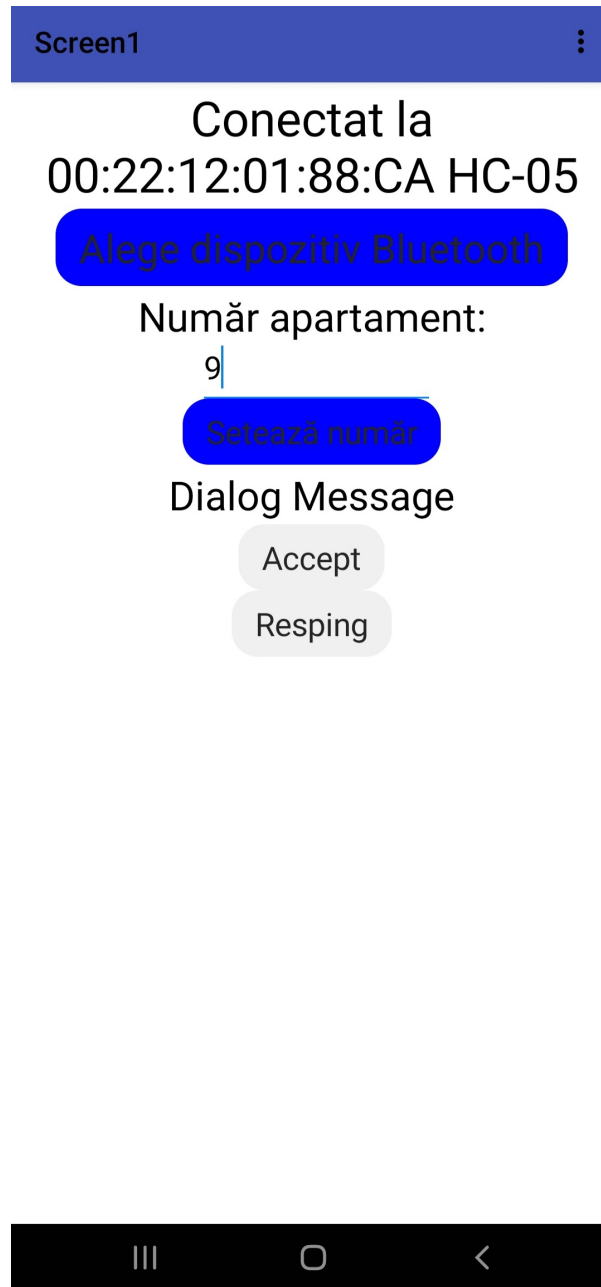 Screen1
Conectat la
00:22:12:01:88:CA HC-05
Alege dispozitiv Bluetooth
Număr apartament:
9
Setează număr
Dialog Message
Accept
Resping